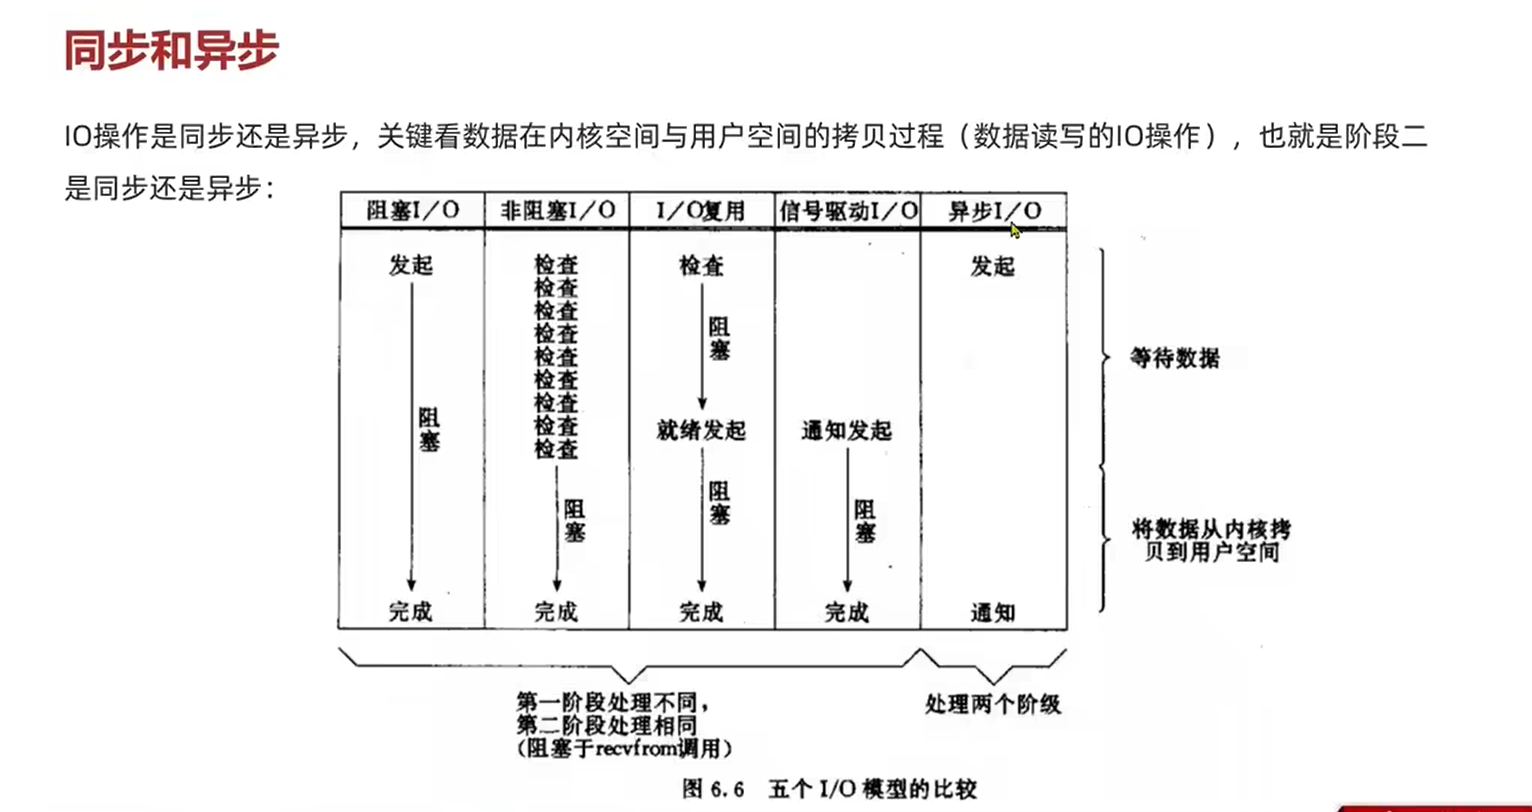 同步和异步
IO操作是同步还是异步，关键看数据在内核空间与用户空间的拷贝过程（数据读写的IO操作），也就是阶段二
是同步还是异步：
阻塞I/O 非阻塞I/O I/O复用 信号驱动I/O 异步I/O
发起 检查 检查 发起
检查
检查
检查
检查
检查
检查
检查
检查
阻塞
等待数据
阻塞
就绪发起 通知发起
阻塞
阻塞
阻塞
将数据从内核拷
贝到用户空间
完成 完成 完成 完成 通知
第一阶段处理不同，
第二阶段处理相同
（阻塞于recvfrom调用）
处理两个阶级
图 6.6 五个 I/O 模型的比较